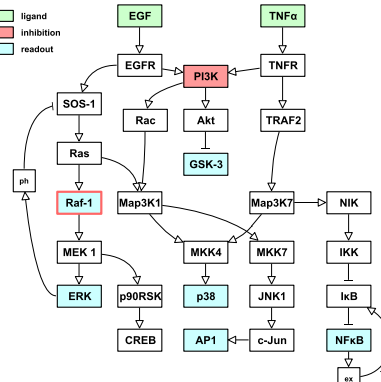 ligand
inhibition
readout
EGF
TNFα
EGFR
PI3K
TNFR
SOS-1
Rac
Akt
TRAF2
Ras
GSK-3
ph
Raf-1
Map3K1
Map3K7
NIK
MEK 1
MKK4
MKK7
IKK
ERK
p90RSK
p38
JNK1
IκB
CREB
AP1
c-Jun
NFκB
ex